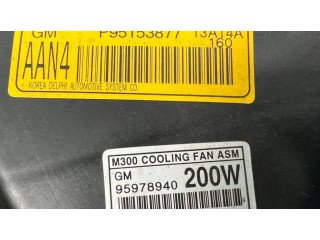 GM P95153877 13A14A
AAN4 160
KOREA DELPHI AUTOMOTIVE SYSTEM CO.
M300 COOLING FAN ASM
GM
95978940 200W